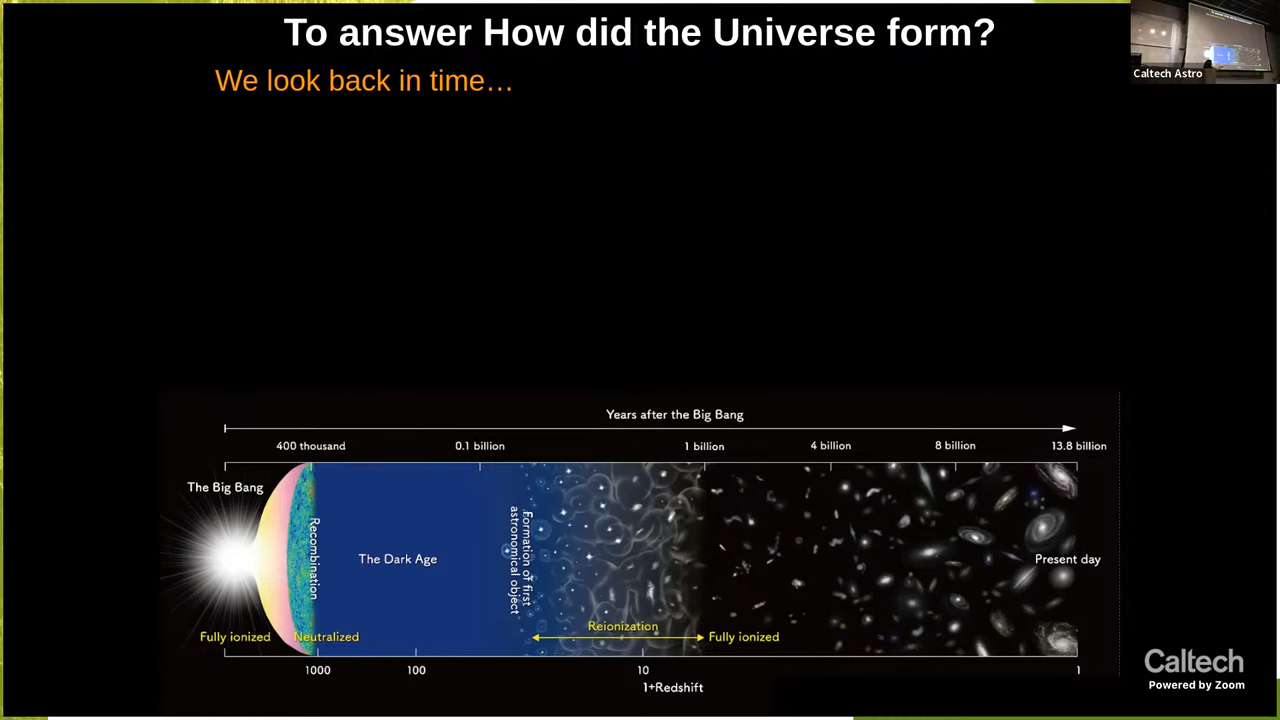 To answer How did the Universe form?
We look back in time…
Caltech Astro
Years after the Big Bang
400 thousand
0.1 billion
1 billion
4 billion
8 billion
13.8 billion
The Big Bang
Recombination
The Dark Age
Formation of first
astronomical object
Present day
Reionization
Fully ionized
Neutralized
Fully ionized
1000
100
10
1
1+Redshift
Caltech
Powered by Zoom